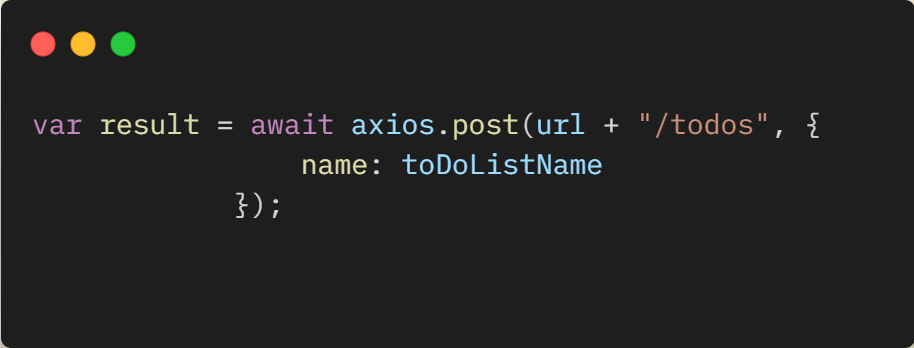 var result = await axios.post(url + "/todos", {
                name: toDoListName
            });